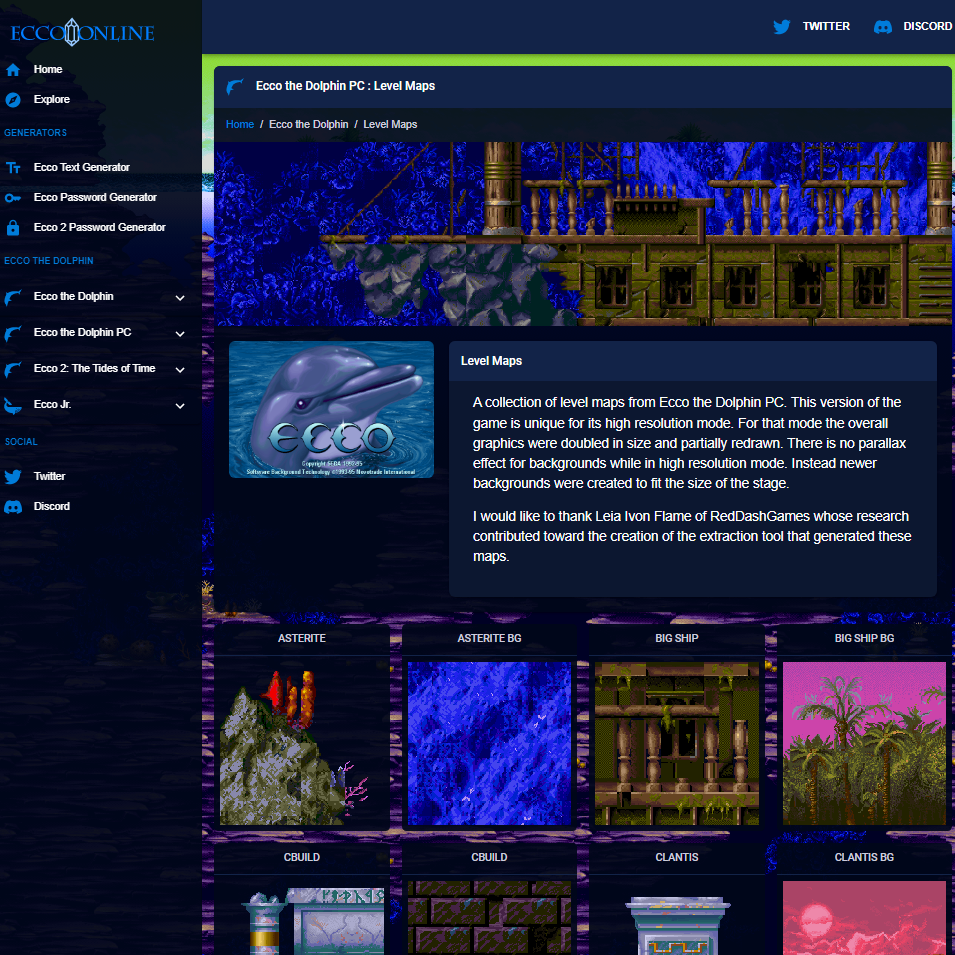 ECCO ONLINE
TWITTER
DISCORD
Home
Explore
GENERATORS
Ecco Text Generator
Ecco Password Generator
Ecco 2 Password Generator
ECCO THE DOLPHIN
Ecco the Dolphin
Ecco the Dolphin PC
Ecco 2: The Tides of Time
Ecco Jr.
SOCIAL
Twitter
Discord
Ecco the Dolphin PC : Level Maps
Home / Ecco the Dolphin / Level Maps
ECCO
Copyright SEGA 1992-95
Software Background Technology ©1993-95 Novotrade International
Level Maps
A collection of level maps from Ecco the Dolphin PC. This version of the
game is unique for its high resolution mode. For that mode the overall
graphics were doubled in size and partially redrawn. There is no parallax
effect for backgrounds while in high resolution mode. Instead newer
backgrounds were created to fit the size of the stage.
I would like to thank Leia Ivon Flame of RedDashGames whose research
contributed toward the creation of the extraction tool that generated these
maps.
ASTERITE
ASTERITE BG
BIG SHIP
BIG SHIP BG
CBUILD
CBUILD
CLANTIS
CLANTIS BG